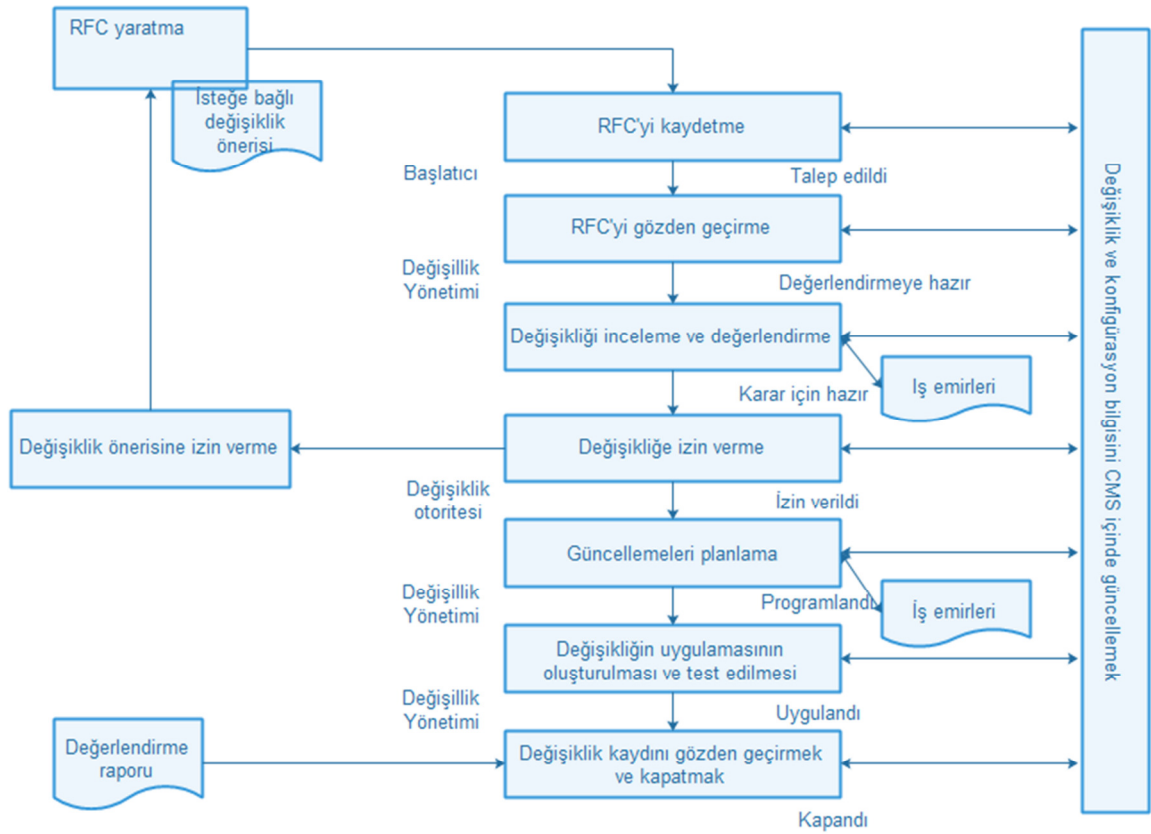 RFC yaratma
İsteğe bağlı
değişiklik
önerisi
RFC'yi kaydetme
Başlatıcı
Talep edildi
RFC'yi gözden geçirme
Değişillik
Yönetimi
Değerlendirmeye hazır
Değişikliği inceleme ve değerlendirme
Karar için hazır
Iş emirleri
Değişiklik önerisine izin verme
Değişikliğe izin verme
Değişiklik
otoritesi
İzin verildi
Güncellemeleri planlama
Değişillik
Yönetimi
Programlandı
İş emirleri
Değişikliğin uygulamasının
oluşturulması ve test edilmesi
Değişillik
Yönetimi
Uygulandı
Değerlendirme
raporu
Değişiklik kaydını gözden geçirmek
ve kapatmak
Kapandı
Değişiklik ve konfigürasyon bilgisini CMS içinde güncellemek